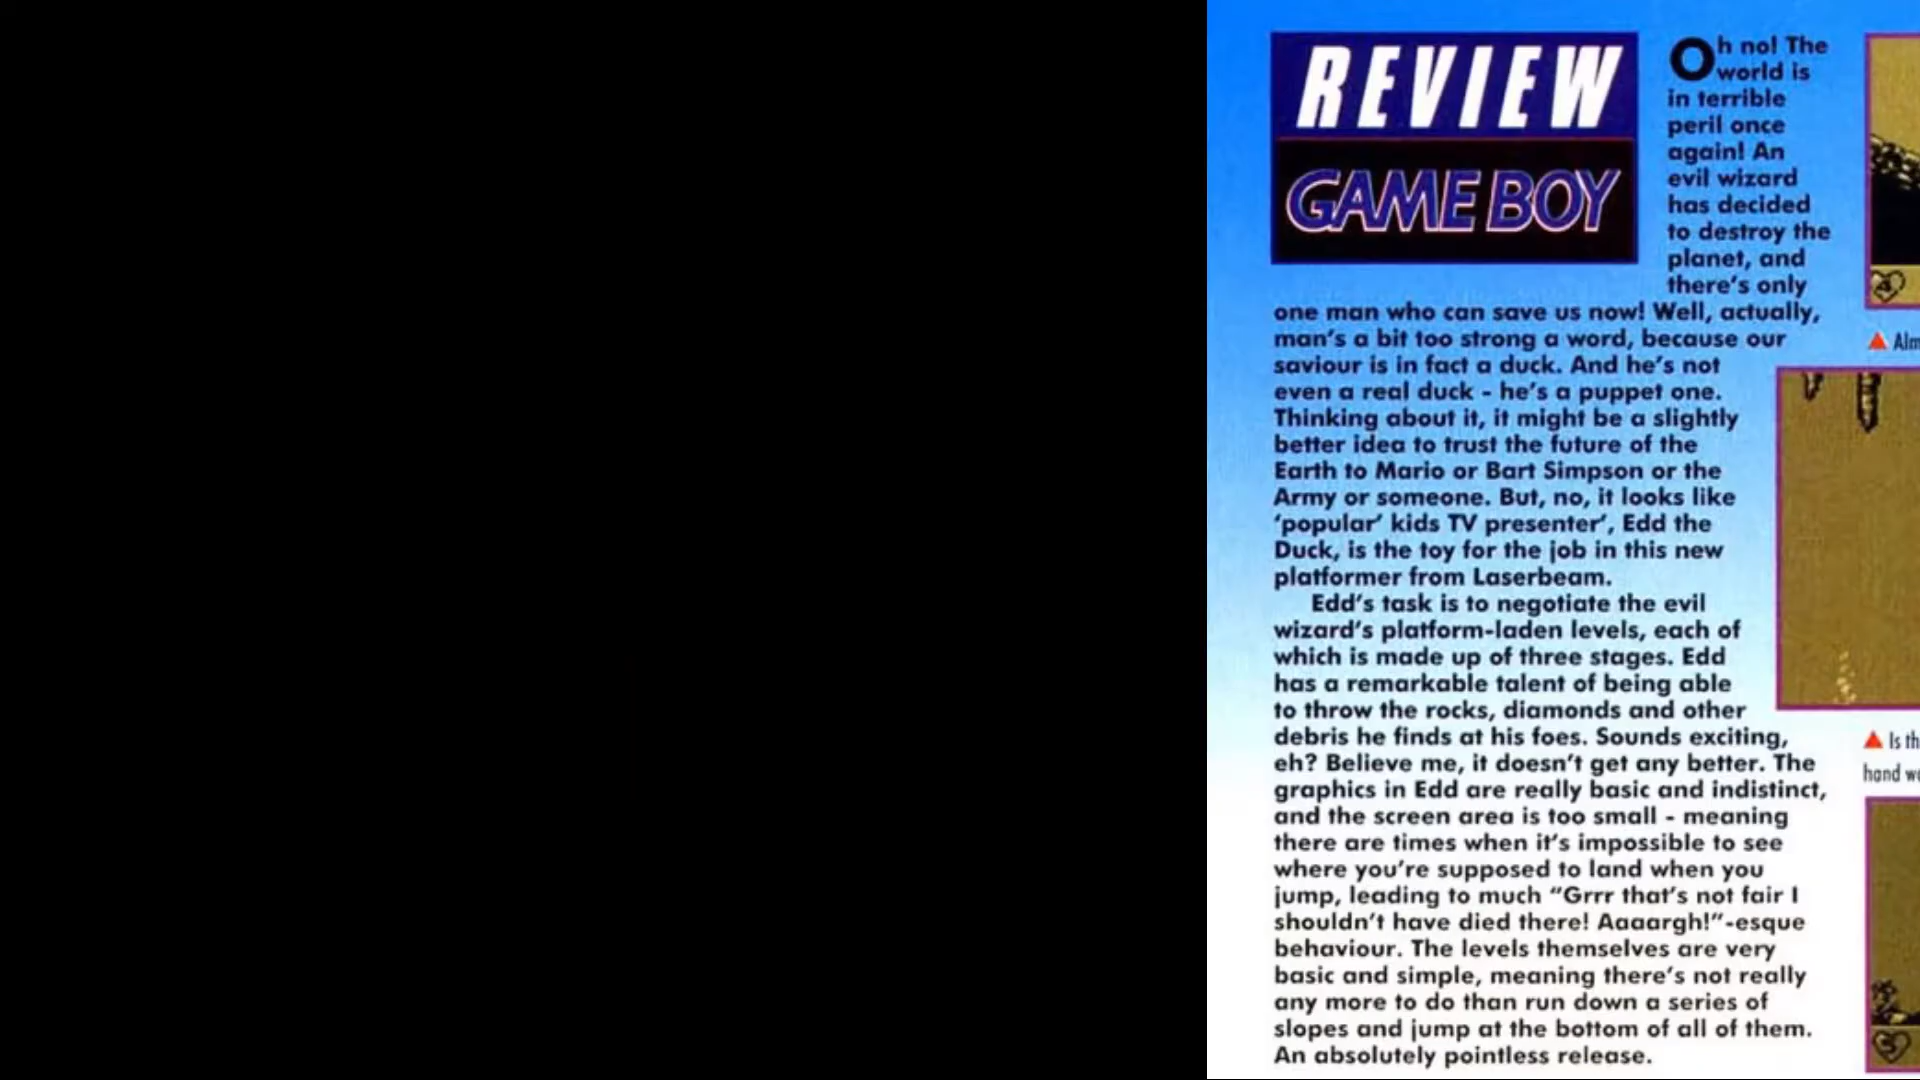 REVIEW
GAME BOY
Oh no! The
world is
in terrible
peril once
again! An
evil wizard
has decided
to destroy the
planet, and
there's only
one man who can save us now! Well, actually,
man's a bit too strong a word, because our
saviour is in fact a duck. And he's not
even a real duck - he's a puppet one.
Thinking about it, it might be a slightly
better idea to trust the future of the
Earth to Mario or Bart Simpson or the
Army or someone. But, no, it looks like
'popular' kids TV presenter', Edd the
Duck, is the toy for the job in this new
platformer from Laserbeam.
Edd's task is to negotiate the evil
wizard's platform-laden levels, each of
which is made up of three stages. Edd
has a remarkable talent of being able
to throw the rocks, diamonds and other
debris he finds at his foes. Sounds exciting,
eh? Believe me, it doesn't get any better. The
graphics in Edd are really basic and indistinct,
and the screen area is too small - meaning
there are times when it's impossible to see
where you're supposed to land when you
jump, leading to much "Grrr that's not fair I
shouldn't have died there! Aaaargh!"-esque
behaviour. The levels themselves are very
basic and simple, meaning there's not really
any more to do than run down a series of
slopes and jump at the bottom of all of them.
An absolutely pointless release.
4
Is
hand
3